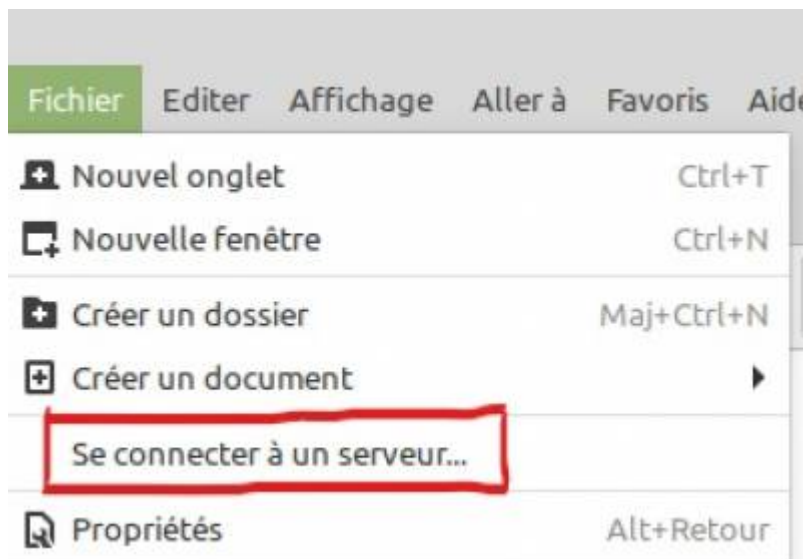 Fichier Editer Affichage Aller à Favoris
Nouvel onglet Ctrl+T
Nouvelle fenêtre Ctrl+N
Créer un dossier Maj+Ctrl+N
Créer un document
Se connecter à un serveur...
Propriétés Alt+Retour